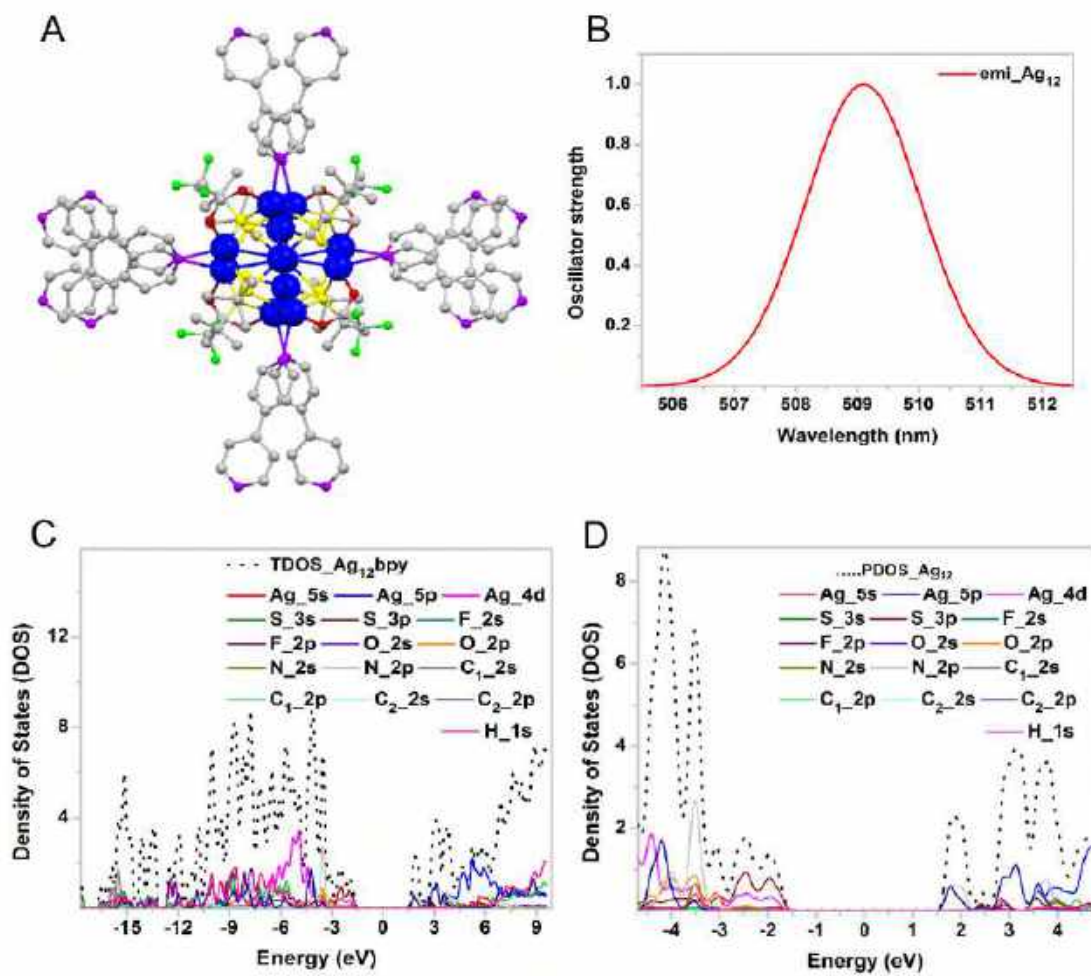 A
B
emi_Ag₁₂
1.0
0.8
0.6
0.4
0.2
Oscillator strength
506 507 508 509 510 511 512
Wavelength (nm)
C
TDOS_Ag₁₂bpy
Ag_5s Ag_5p Ag_4d
S_3s S_3p F_2s
F_2p O_2s O_2p
N_2s N_2p C₁_2s
C₁_2p C₂_2s C₂_2p
H_1s
12
8
4
Density of States (DOS)
-15 -12 -9 -6 -3 0 3 6 9
Energy (eV)
D
PDOS_Ag₁₂
Ag_5s Ag_5p Ag_4d
S_3s S_3p F_2s
F_2p O_2s O_2p
N_2s N_2p C₁_2s
C₁_2p C₂_2s C₂_2p
H_1s
8
6
4
2
Density of States (DOS)
-4 -3 -2 -1 0 1 2 3 4
Energy (eV)